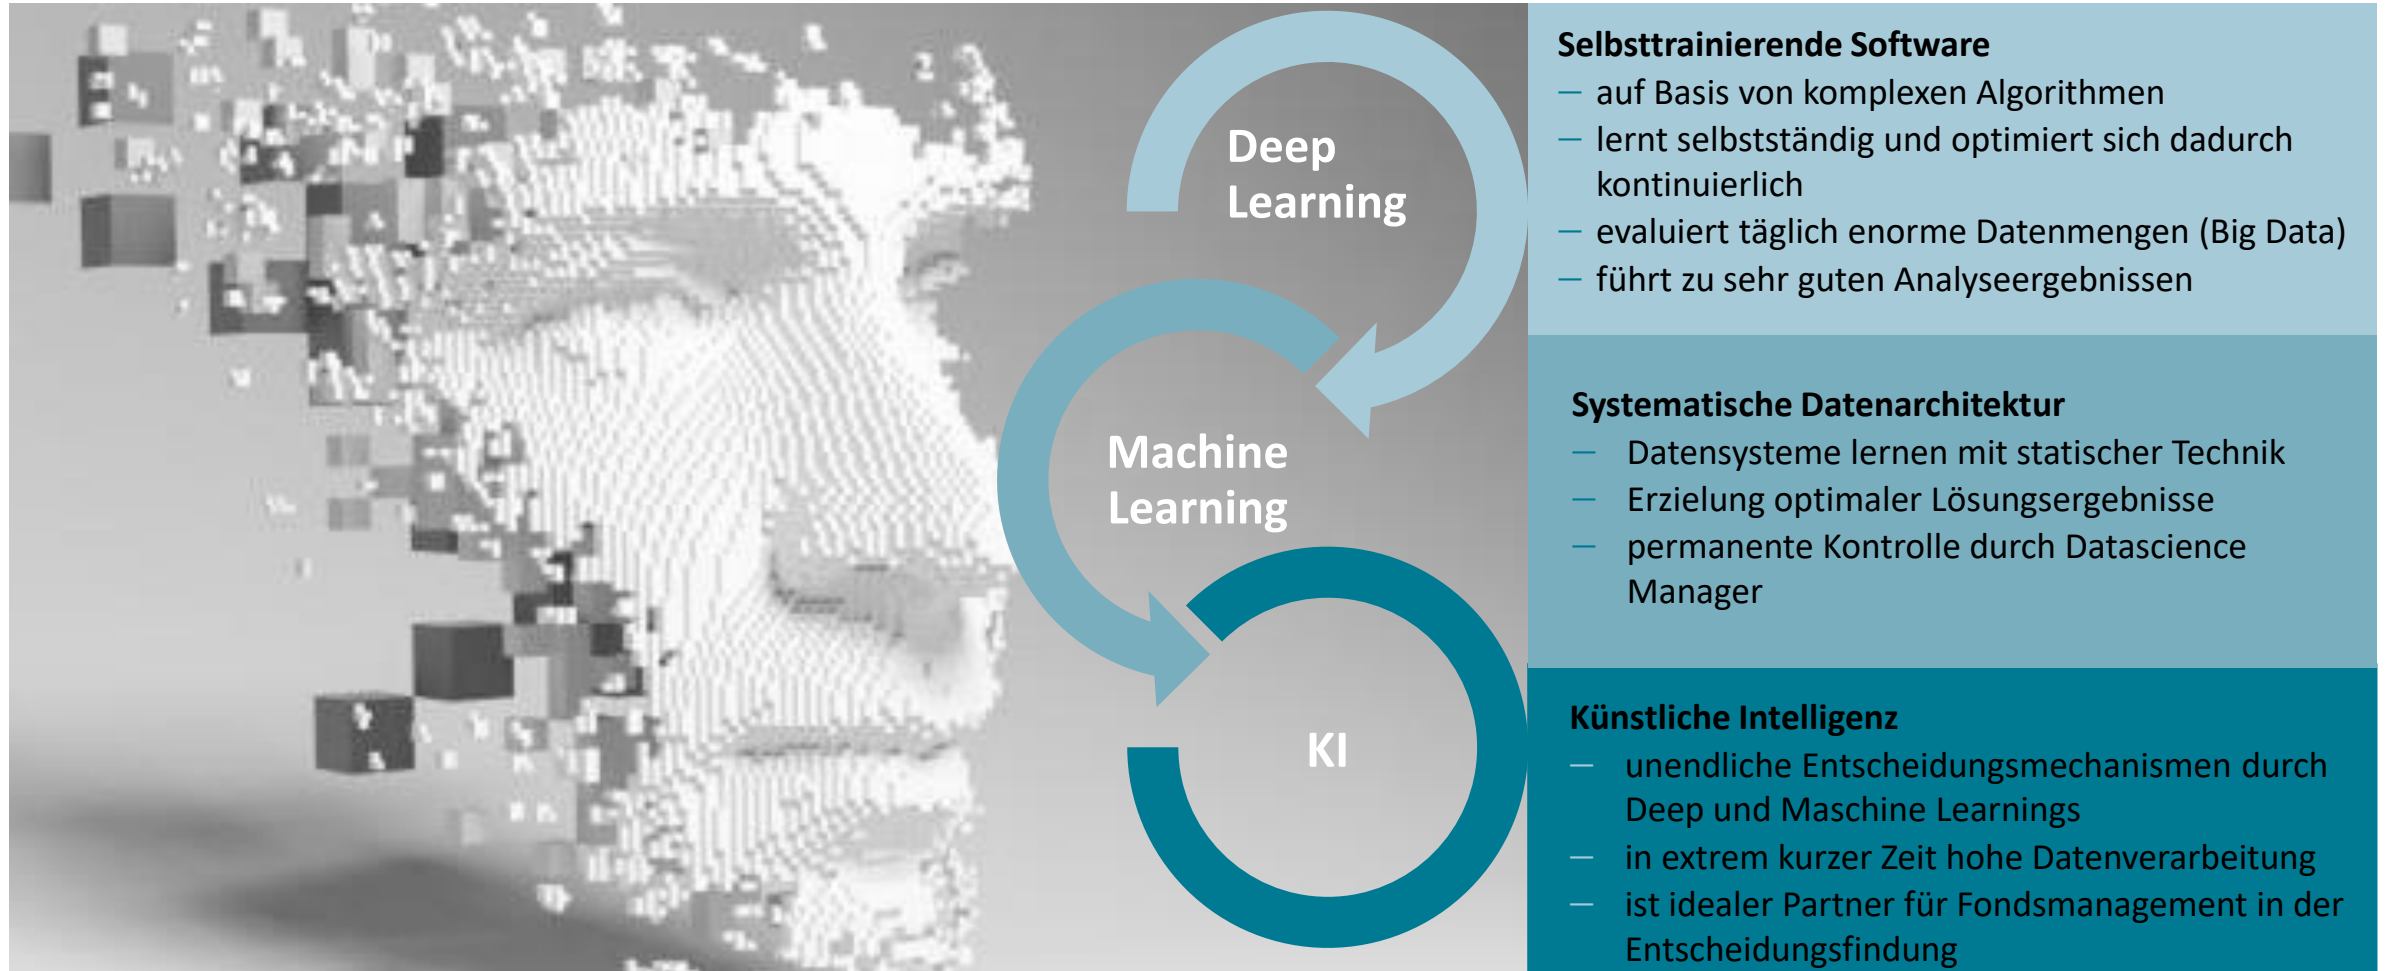 Deep
Learning
Machine
Learning
KI
Selbsttrainierende Software
– auf Basis von komplexen Algorithmen
– lernt selbstständig und optimiert sich dadurch
kontinuierlich
– evaluiert täglich enorme Datenmengen (Big Data)
– führt zu sehr guten Analyseergebnissen
Systematische Datenarchitektur
– Datensysteme lernen mit statischer Technik
– Erzielung optimaler Lösungsergebnisse
– permanente Kontrolle durch Datascience
Manager
Künstliche Intelligenz
– unendliche Entscheidungsmechanismen durch
Deep und Maschine Learnings
– in extrem kurzer Zeit hohe Datenverarbeitung
– ist idealer Partner für Fondsmanagement in der
Entscheidungsfindung